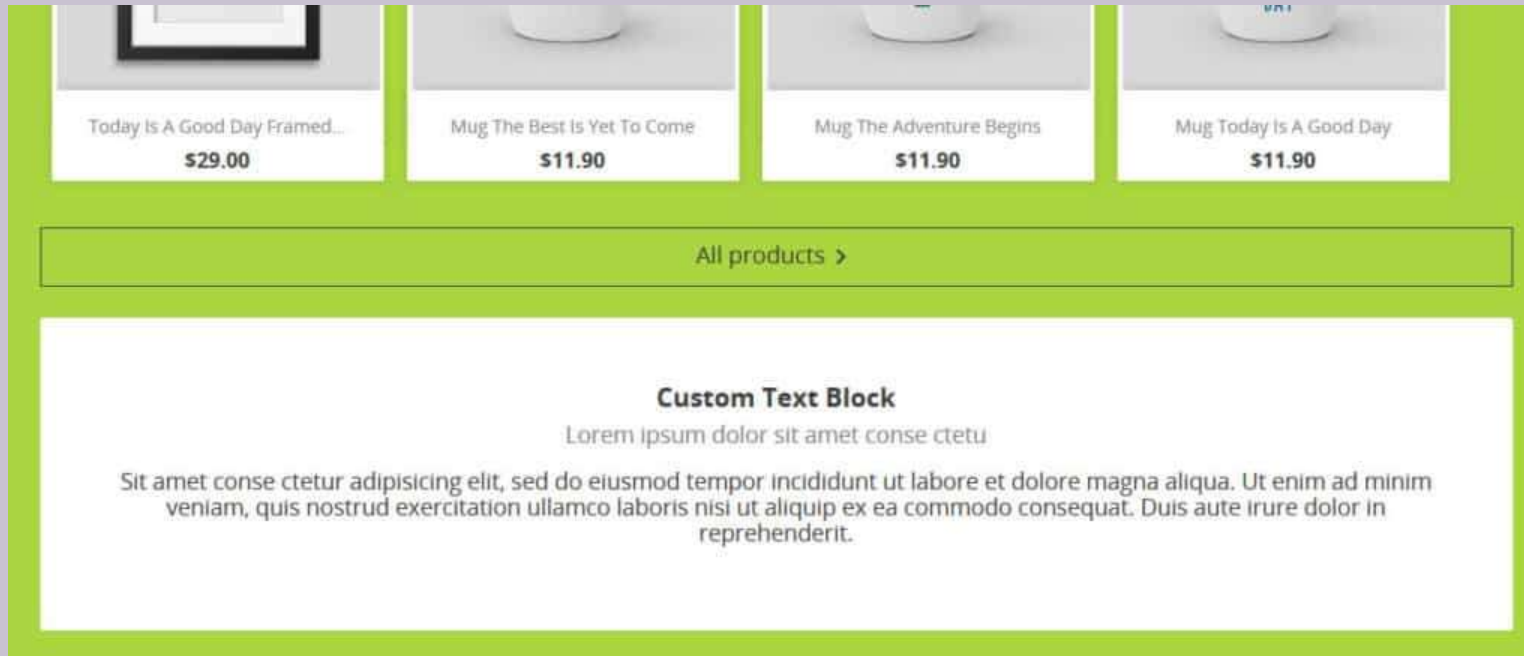 DAY
Today Is A Good Day Framed...
Mug The Best Is Yet To Come
Mug The Adventure Begins
Mug Today Is A Good Day
$29.00
$11.90
$11.90
$11.90
All products >
Custom Text Block
Lorem ipsum dolor sit amet conse ctetu
Sit amet conse ctetur adipisicing elit, sed do eiusmod tempor incididunt ut labore et dolore magna aliqua. Ut enim ad minim
veniam, quis nostrud exercitation ullamco laboris nisi ut aliquip ex ea commodo consequat. Duis aute irure dolor in
reprehenderit.